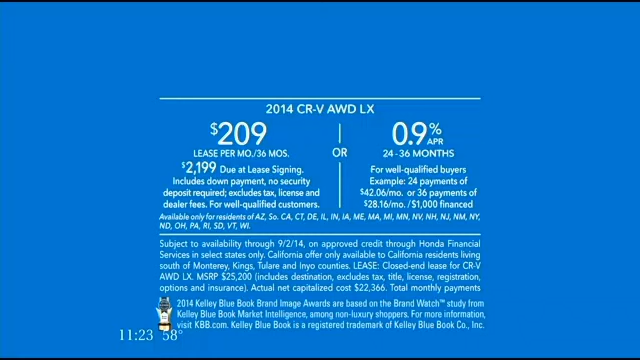 2014 CR-V AWD LX
$209
LEASE PER MO./36 MOS.
$2,199 Due at Lease Signing.
Includes down payment, no security
deposit required; excludes tax, license and
dealer fees. For well-qualified customers.
OR
0.9% APR
24-36 MONTHS
For well-qualified buyers
Example: 24 payments of
$42.06/mo. or 36 payments of
$28.16/mo./$1,000 financed
Available only for residents of AZ, So. CA, CT, DE, IL, IN, IA, ME, MA, MI, MN, NV, NH, NJ, NM, NY,
ND, OH, PA, RI, SD, VT, WI.
Subject to availability through 9/2/14, on approved credit through Honda Financial
Services in select states only. California offer only available to California residents living
south of Monterey, Kings, Tulare and Inyo counties. LEASE: Closed-end lease for CR-V
AWD LX. MSRP $25,200 (includes destination, excludes tax, title, license, registration,
options and insurance). Actual net capitalized cost $22,366. Total monthly payments
2014 Kelley Blue Book Brand Image Awards are based on the Brand Watch™ study from
Kelley Blue Book Market Intelligence, among non-luxury shoppers. For more information,
visit KBB.com. Kelley Blue Book is a registered trademark of Kelley Blue Book Co., Inc.
11:23 58°